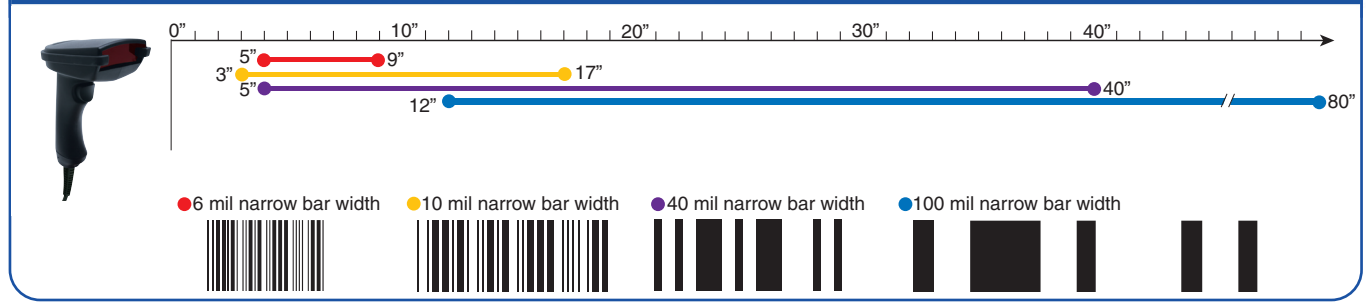 0” 10” 20” 30” 40”
5” 9”
3” 17”
5” 40”
12” 80”
6 mil narrow bar width 10 mil narrow bar width 40 mil narrow bar width 100 mil narrow bar width